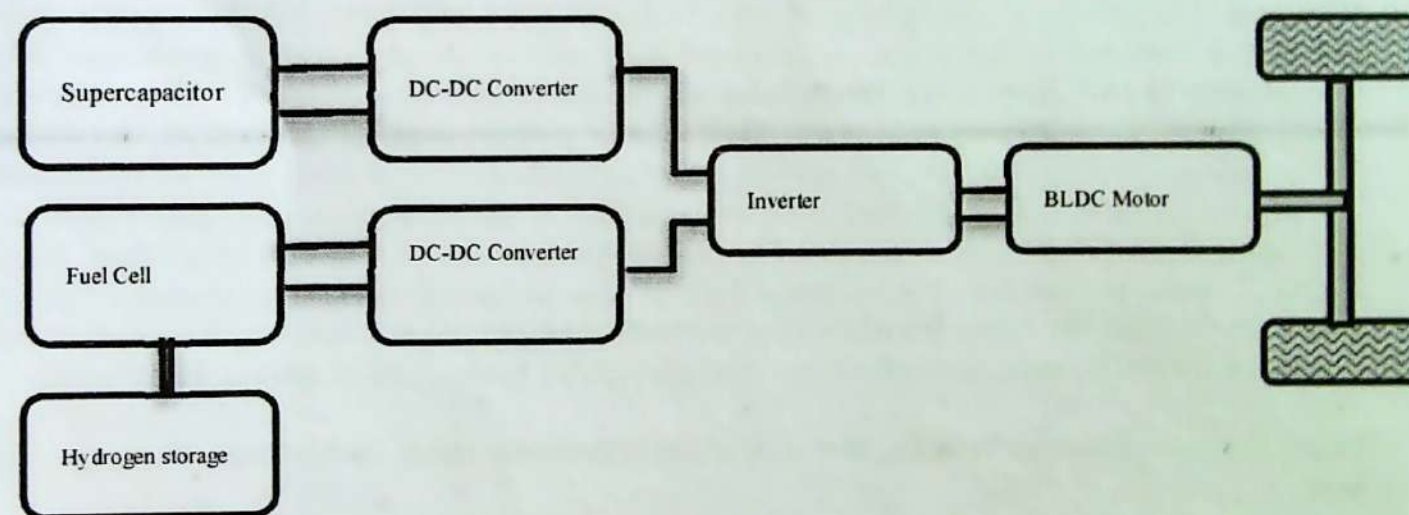 Supercapacitor
DC-DC Converter
Fuel Cell
DC-DC Converter
Inverter
BLDC Motor
Hydrogen storage